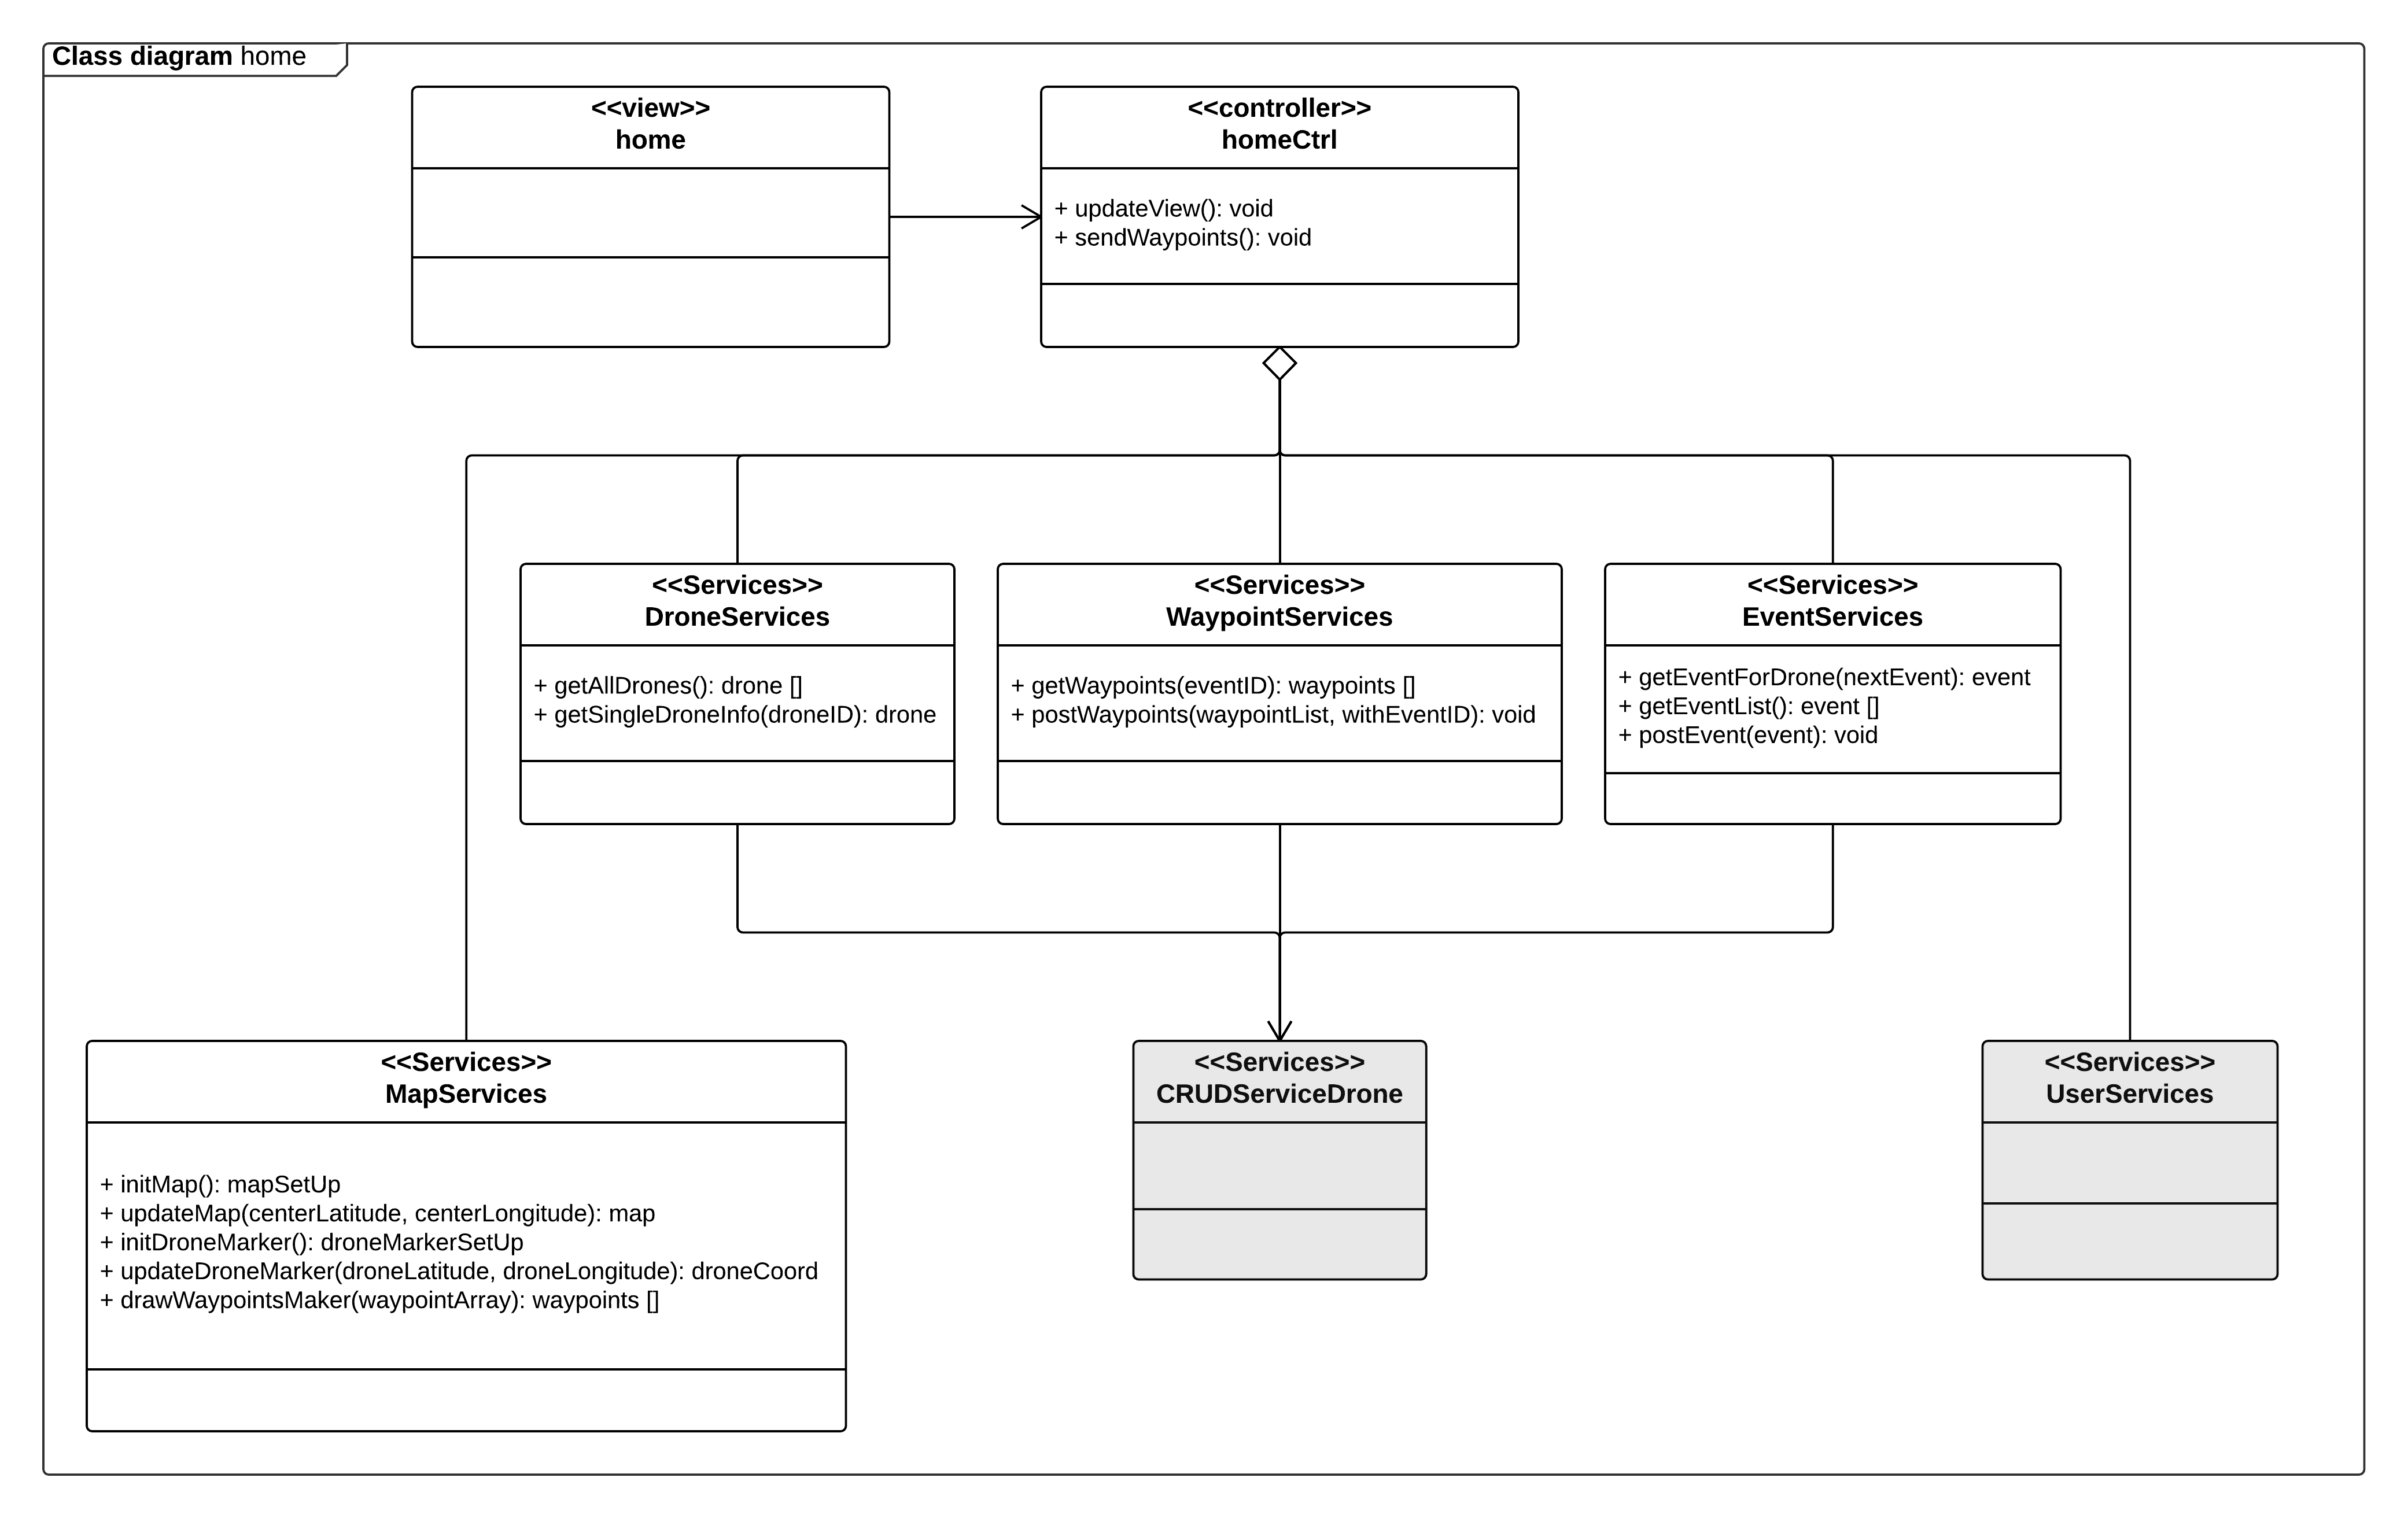 Class diagram home
<<view>>
home
<<controller>>
homeCtrl
+ updateView(): void
+ sendWaypoints(): void
<<Services>>
DroneServices
+ getAllDrones(): drone []
+ getSingleDroneInfo(droneID): drone
<<Services>>
WaypointServices
+ getWaypoints(eventID): waypoints []
+ postWaypoints(waypointList, withEventID): void
<<Services>>
EventServices
+ getEventForDrone(nextEvent): event
+ getEventList(): event []
+ postEvent(event): void
<<Services>>
MapServices
+ initMap(): mapSetUp
+ updateMap(centerLatitude, centerLongitude): map
+ initDroneMarker(): droneMarkerSetUp
+ updateDroneMarker(droneLatitude, droneLongitude): droneCoord
+ drawWaypointsMaker(waypointArray): waypoints []
<<Services>>
CRUDServiceDrone
<<Services>>
UserServices